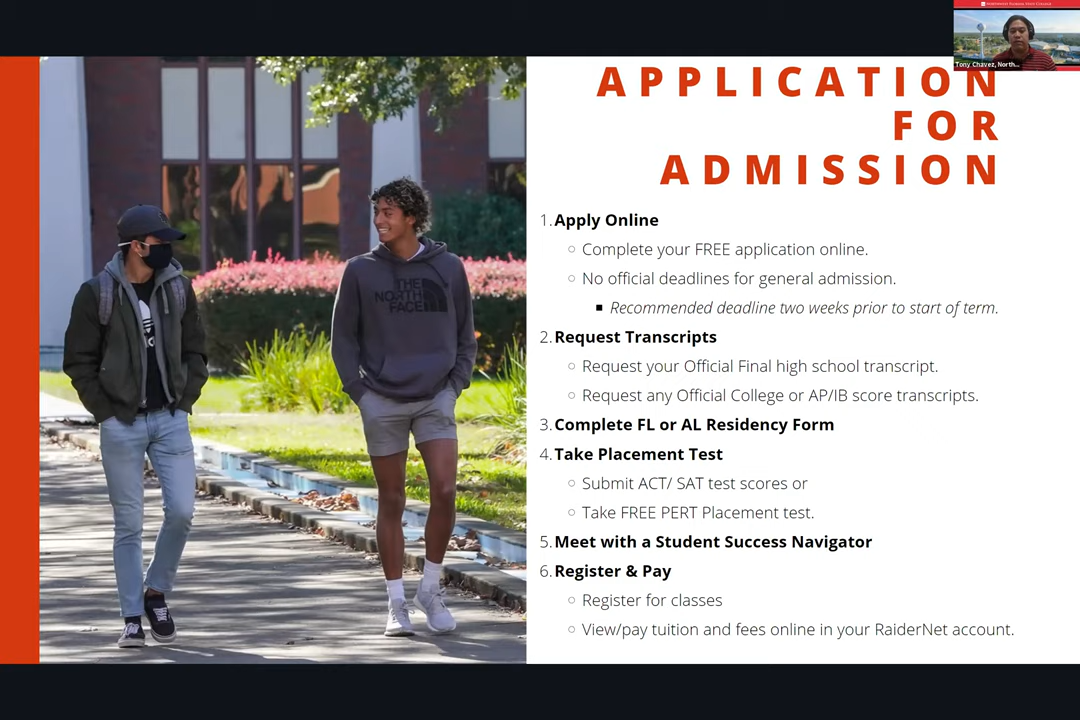 NORTHWEST FLORIDA STATE COLLEGE
Tony Chavez, North...
APPLICATION
FOR
ADMISSION
1. Apply Online
○ Complete your FREE application online.
○ No official deadlines for general admission.
■ Recommended deadline two weeks prior to start of term.
2. Request Transcripts
○ Request your Official Final high school transcript.
○ Request any Official College or AP/IB score transcripts.
3. Complete FL or AL Residency Form
4. Take Placement Test
○ Submit ACT/ SAT test scores or
○ Take FREE PERT Placement test.
5. Meet with a Student Success Navigator
6. Register & Pay
○ Register for classes
○ View/pay tuition and fees online in your RaiderNet account.
THE
NORTH
FACE